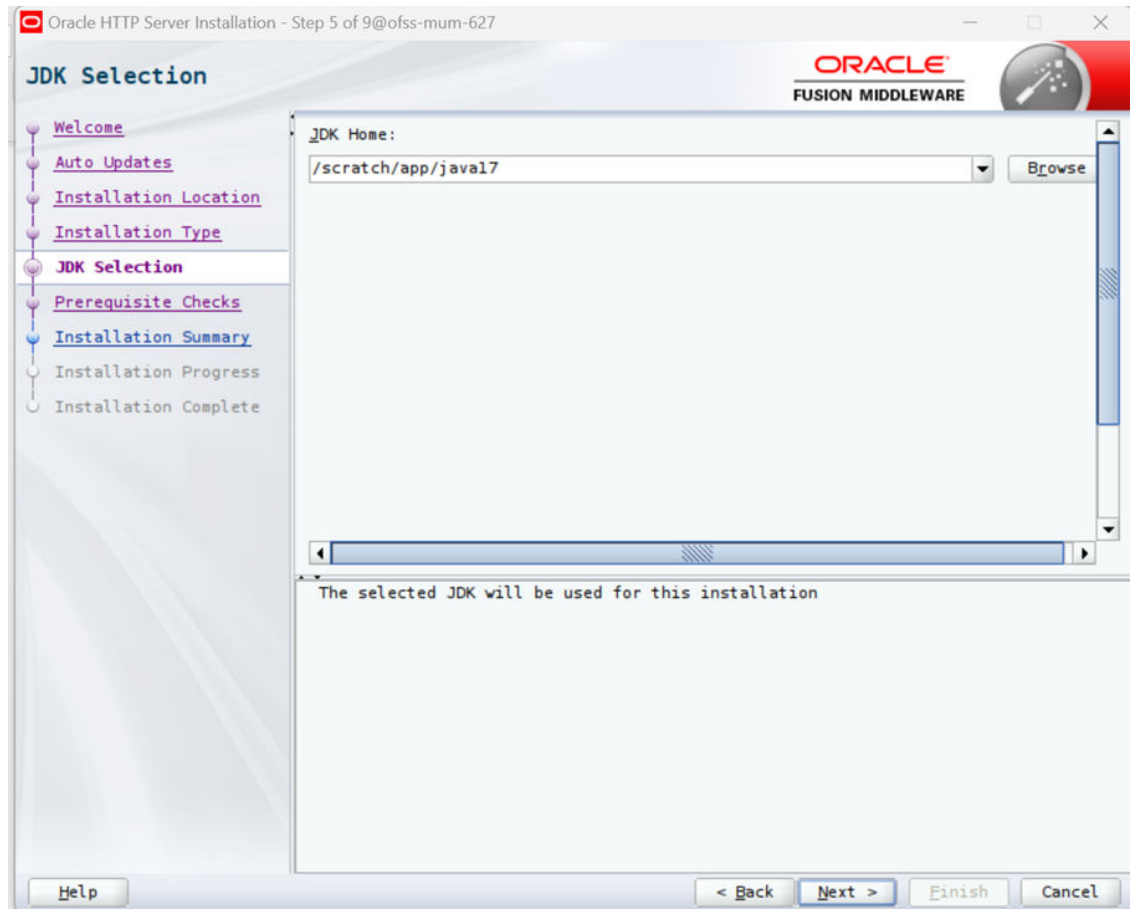 Oracle HTTP Server Installation - Step 5 of 9@ofss-mum-627
JDK Selection
ORACLE
FUSION MIDDLEWARE
Welcome
Auto Updates
Installation Location
Installation Type
JDK Selection
Prerequisite Checks
Installation Summary
Installation Progress
Installation Complete
JDK Home:
/scratch/app/java17
Browse
The selected JDK will be used for this installation
Help
< Back
Next >
Finish
Cancel